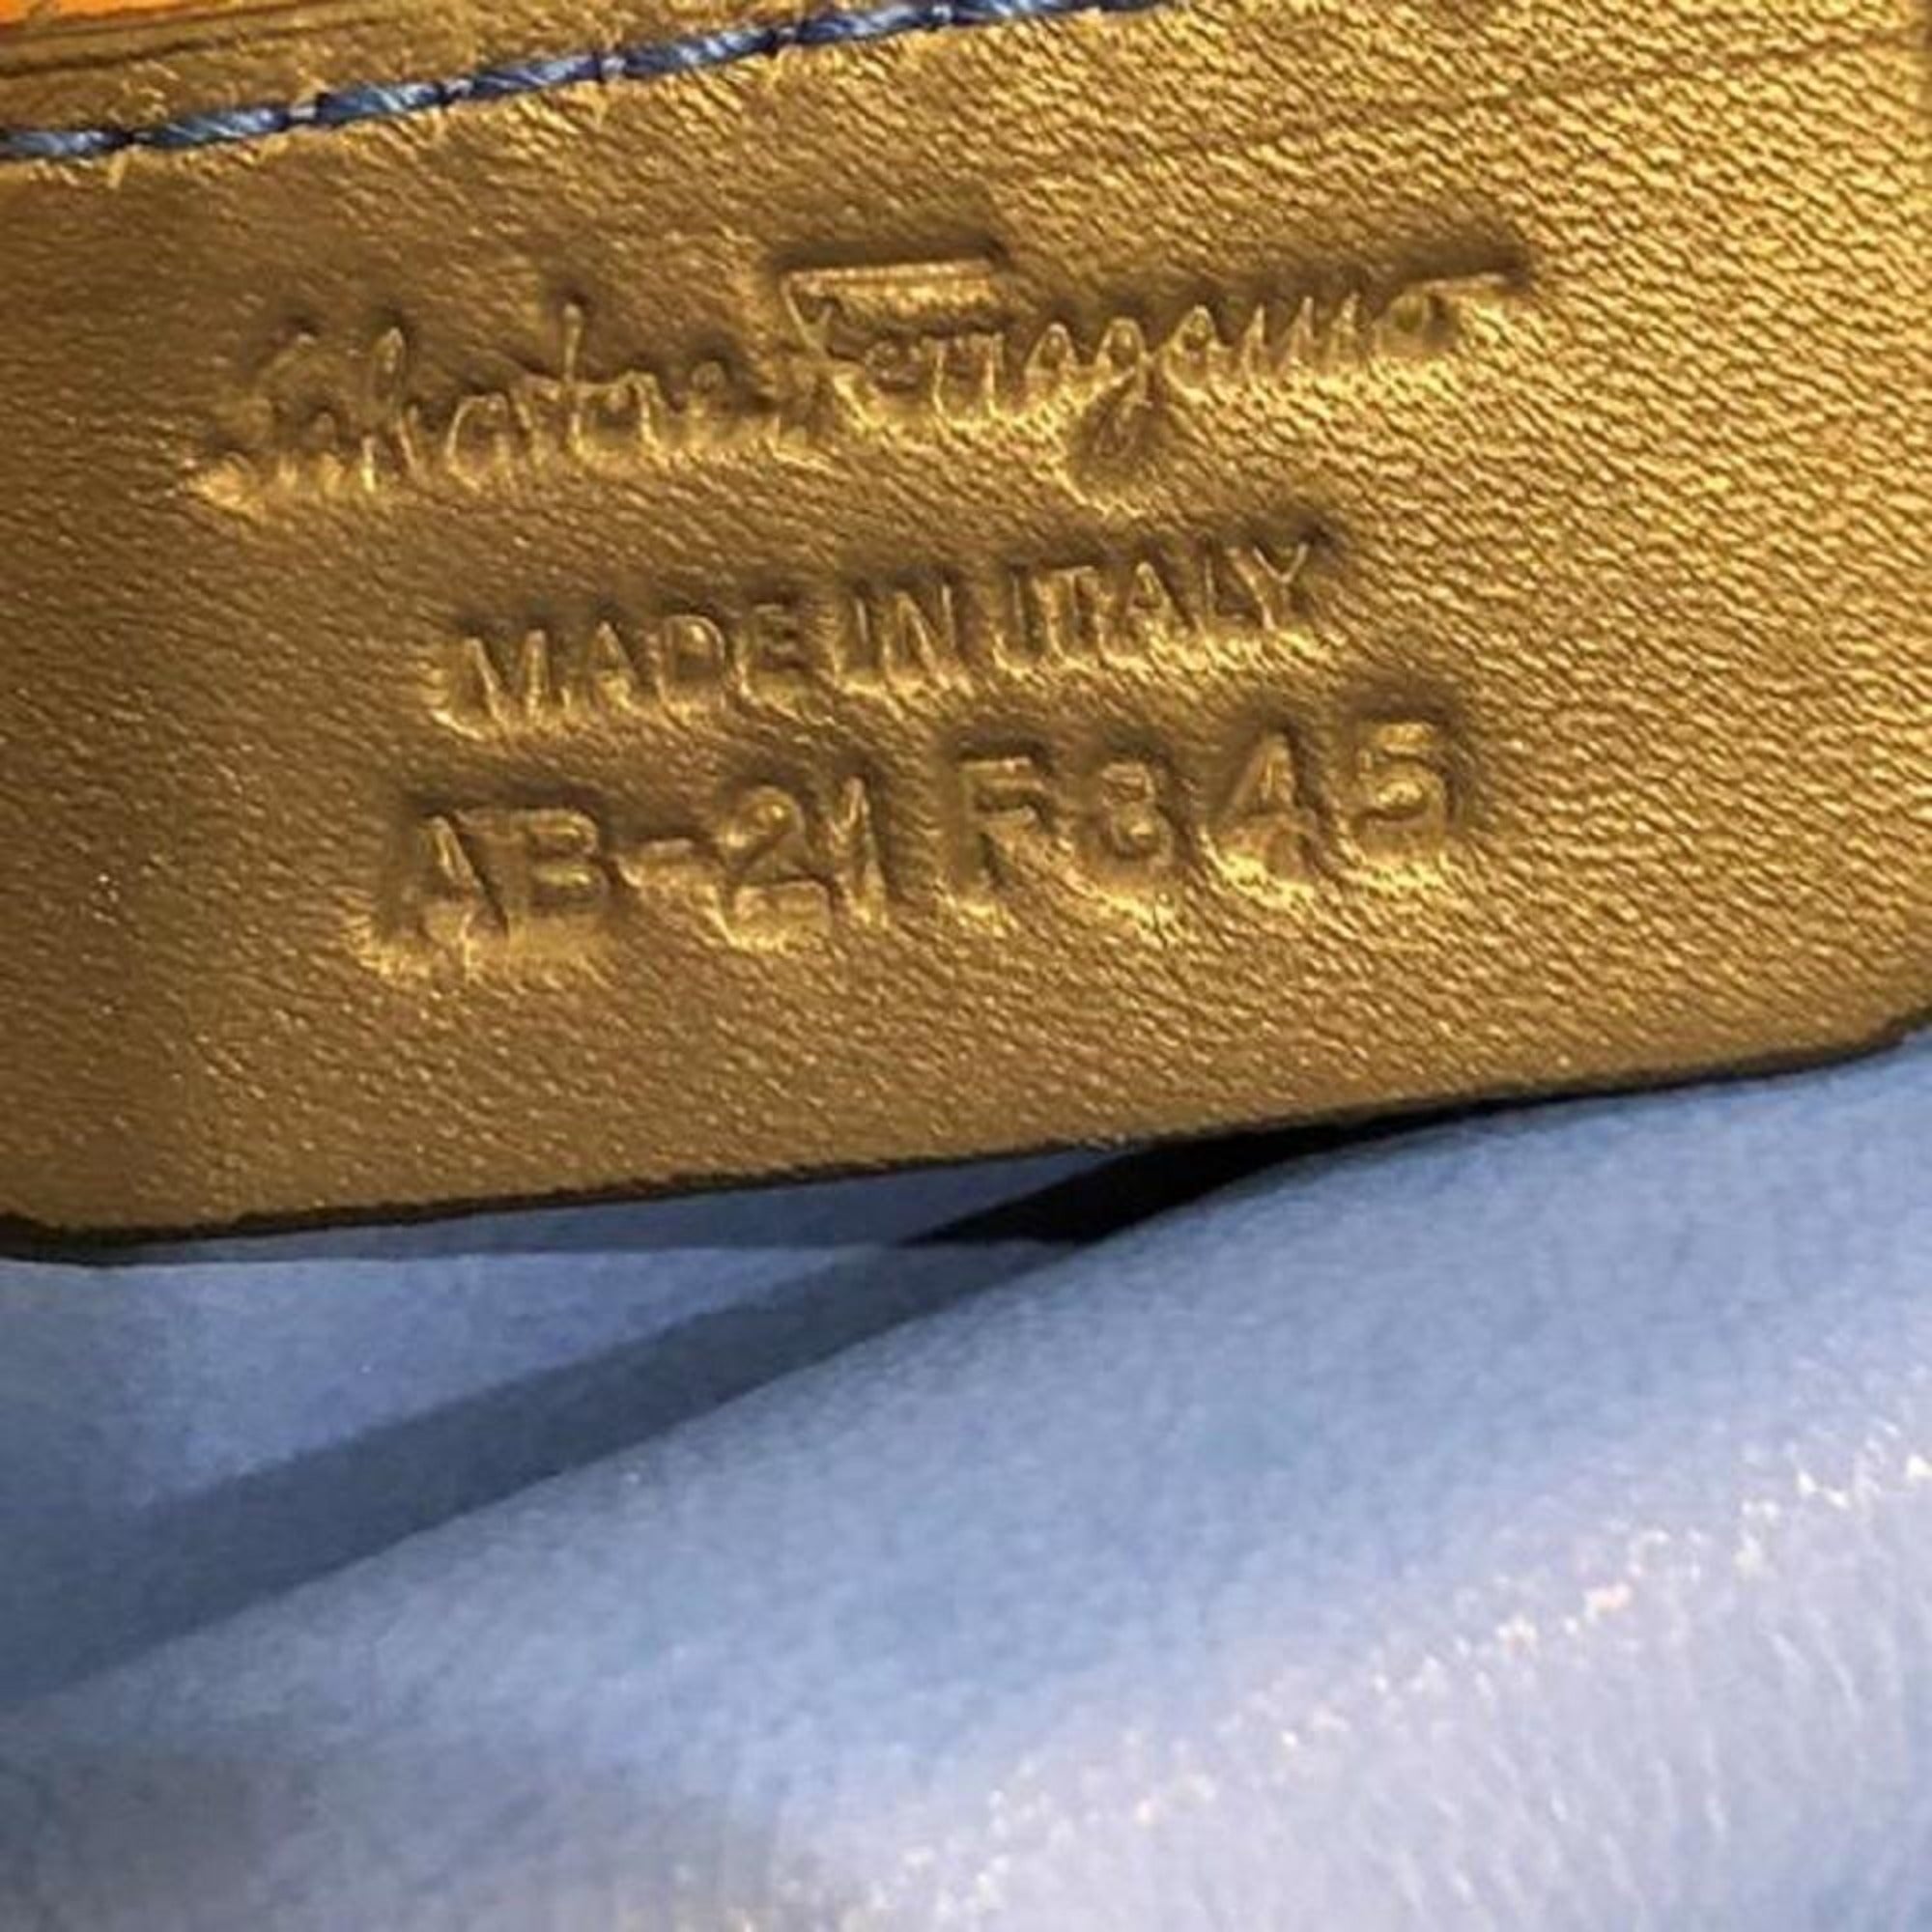 Salvatore Ferragamo
MADE IN ITALY
AB-21 F845